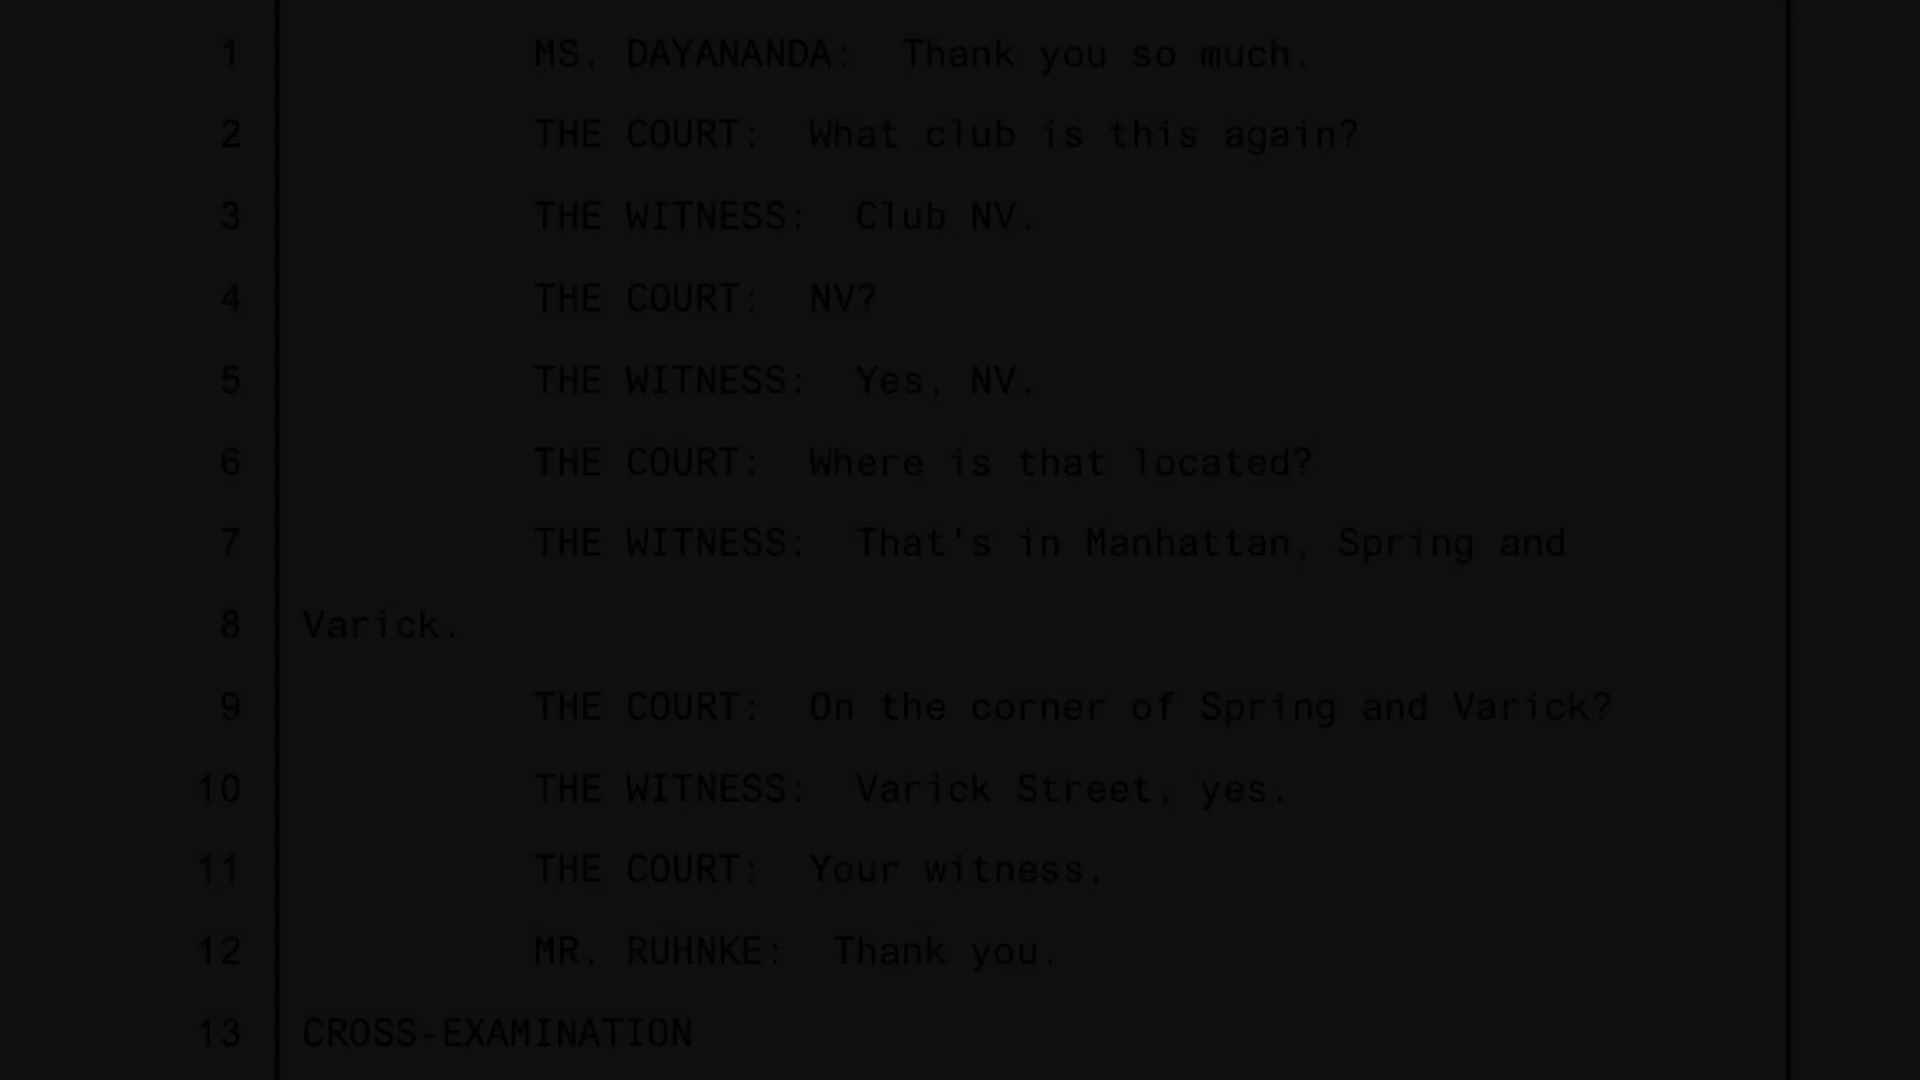 1 MS. DAYANANDA: Thank you so much.
2 THE COURT: What club is this again?
3 THE WITNESS: Club NV.
4 THE COURT: NV?
5 THE WITNESS: Yes, NV.
6 THE COURT: Where is that located?
7 THE WITNESS: That's in Manhattan, Spring and
8 Varick.
9 THE COURT: On the corner of Spring and Varick?
10 THE WITNESS: Varick Street, yes.
11 THE COURT: Your witness.
12 MR. RUHNKE: Thank you.
13 CROSS-EXAMINATION